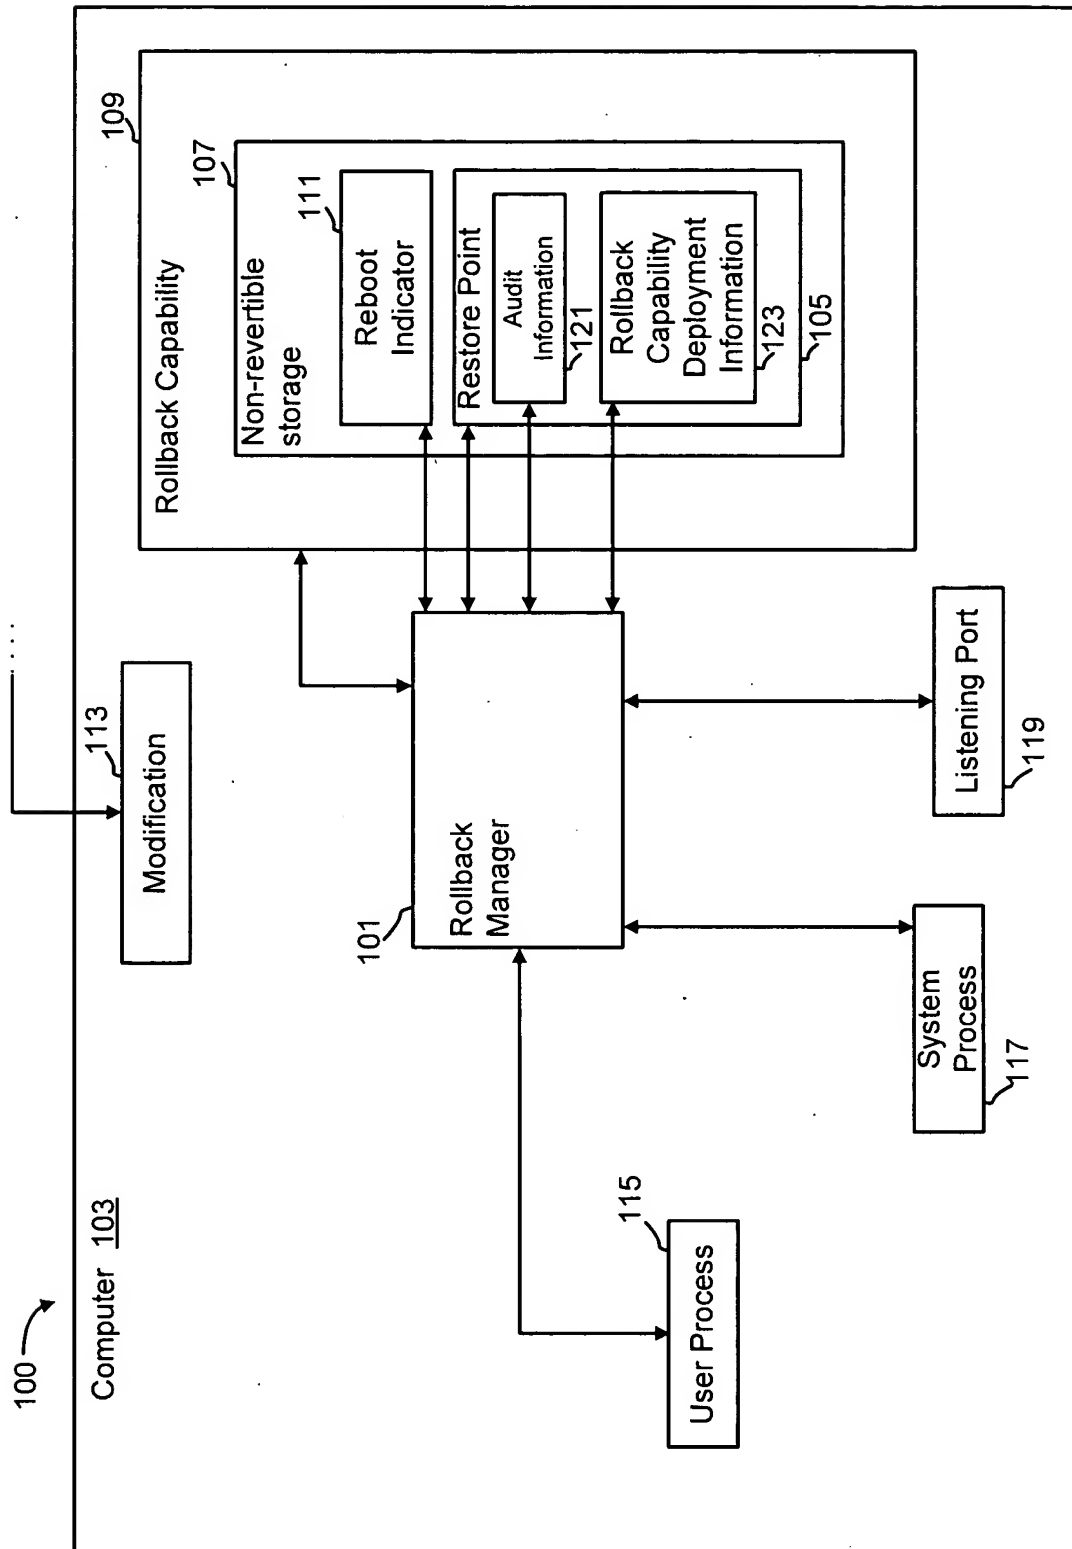 100
Computer 103
113
Modification
109
Rollback Capability
107
Non-revertible
storage
111
Reboot
Indicator
Restore Point
Audit
Information
121
Rollback
Capability
Deployment
Information
123
105
101
Rollback
Manager
115
User Process
System
Process
117
Listening Port
119